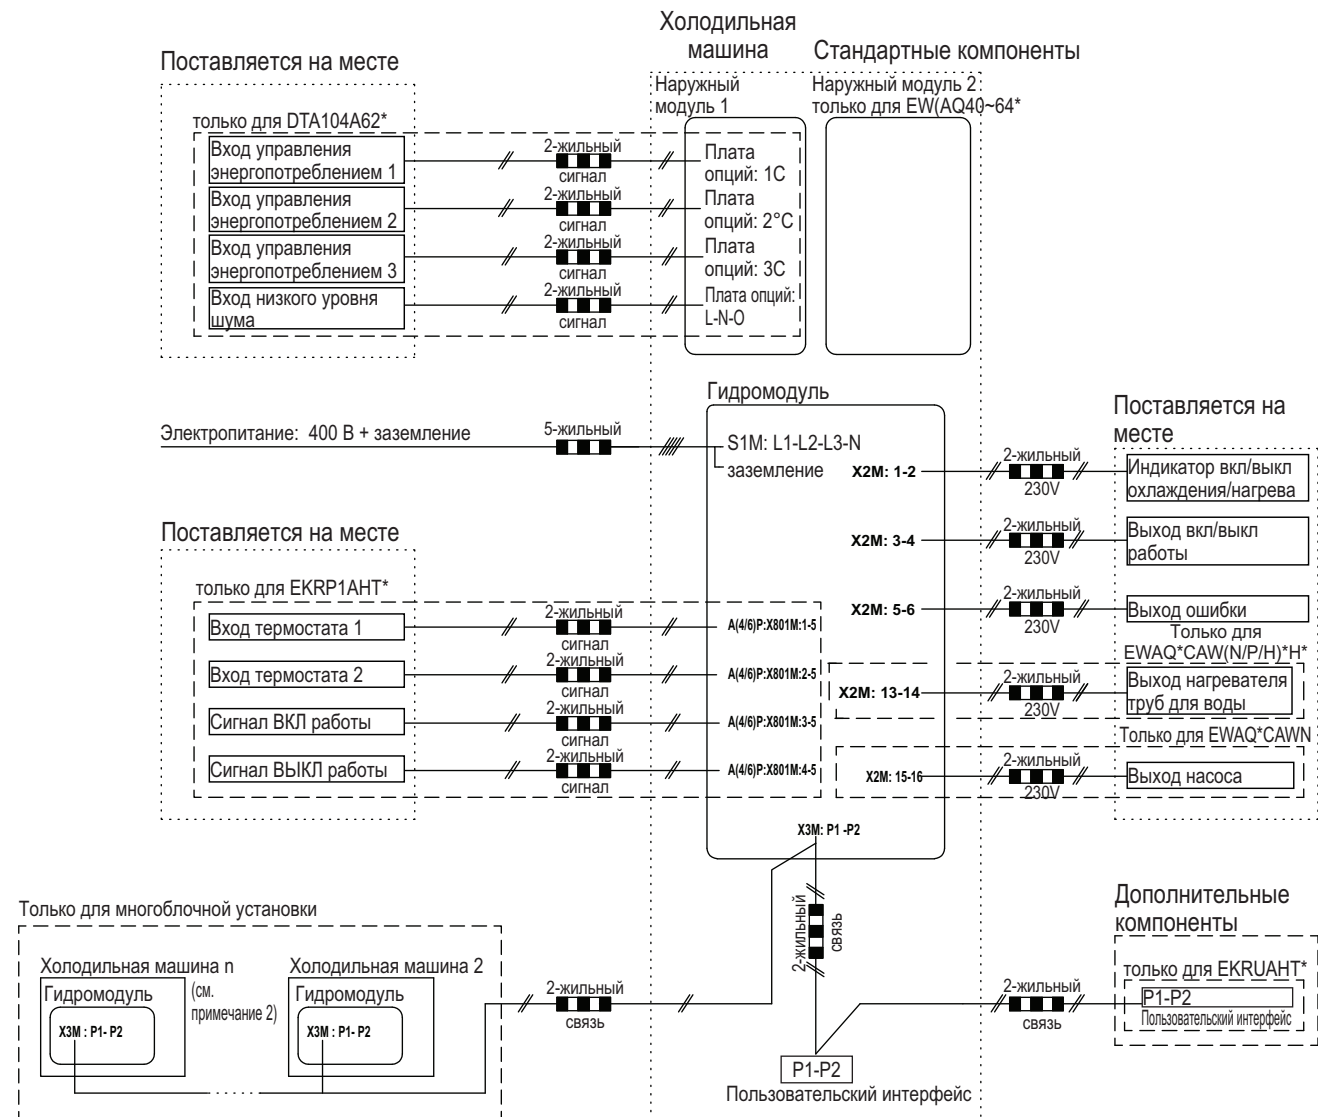 Холодильная
машина
Стандартные компоненты
Поставляется на месте
Наружный
модуль 1
Наружный модуль 2
только для EW(AQ40~64*
только для DTA104A62*
Вход управления
энергопотреблением 1
2-жильный
сигнал
Плата
опций: 1C
Вход управления
энергопотреблением 2
2-жильный
сигнал
Плата
опций: 2°C
Вход управления
энергопотреблением 3
2-жильный
сигнал
Плата
опций: 3C
Вход низкого уровня
шума
2-жильный
сигнал
Плата опций:
L-N-O
Гидромодуль
Электропитание: 400 В + заземление
5-жильный
S1M: L1-L2-L3-N
заземление
Поставляется на
месте
X2M: 1-2
2-жильный
230V
Индикатор вкл/выкл
охлаждения/нагрева
X2M: 3-4
2-жильный
230V
Выход вкл/выкл
работы
X2M: 5-6
2-жильный
230V
Выход ошибки
Только для
EWAQ*CAW(N/P/H)*H*
X2M: 13-14
2-жильный
230V
Выход нагревателя
труб для воды
Только для EWAQ*CAWN
X2M: 15-16
2-жильный
230V
Выход насоса
Поставляется на месте
только для EKRP1AHT*
Вход термостата 1
2-жильный
сигнал
A(4/6)P:X801M:1-5
Вход термостата 2
2-жильный
сигнал
A(4/6)P:X801M:2-5
Сигнал ВКЛ работы
2-жильный
сигнал
A(4/6)P:X801M:3-5
Сигнал ВЫКЛ работы
2-жильный
сигнал
A(4/6)P:X801M:4-5
X3M: P1 -P2
2-жильный
связь
Только для многоблочной установки
Холодильная машина n
Гидромодуль
X3M : P1- P2
(см.
примечание 2)
Холодильная машина 2
Гидромодуль
X3M : P1- P2
2-жильный
связь
P1-P2
Пользовательский интерфейс
2-жильный
связь
Дополнительные
компоненты
только для EKRUAHT*
P1-P2
Пользовательский интерфейс